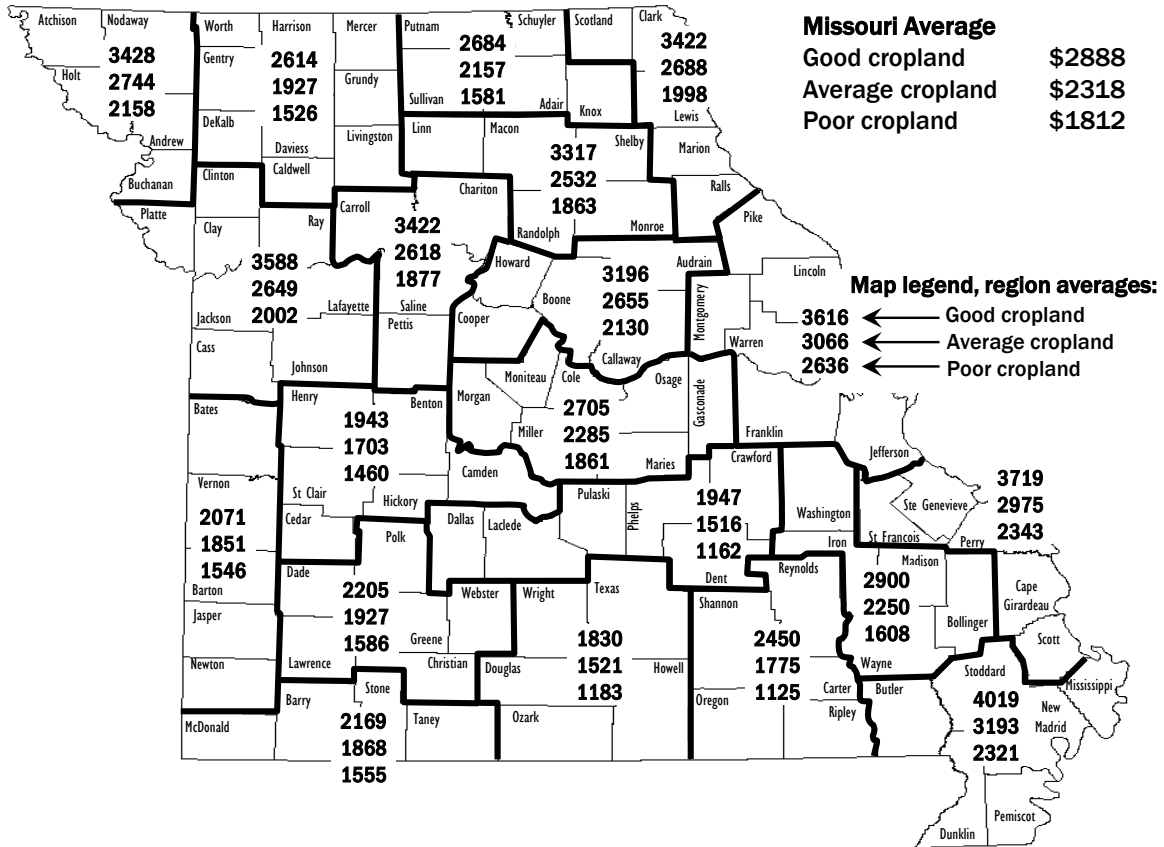 Missouri Average
Good cropland $2888
Average cropland $2318
Poor cropland $1812
Atchison Nodaway Worth Harrison Mercer Putnam Schuyler Scotland Clark
3428
2744
2158
Holt
Andrew
Buchanan
Gentry
DeKalb
2614
1927
1526
Grundy
Daviess
Livingston
2684
2157
1581
Sullivan Adair
Knox
3422
2688
1998
Lewis
Marion
Ralls
Linn Macon
Shelby
3317
2532
1863
Chariton
Randolph Monroe
Clinton Caldwell
Platte
Clay Ray
3588
2649
2002
Jackson Lafayette
Cass
Johnson
Carroll
3422
2618
1877
Saline
Pettis
Howard
Boone
Cooper
Audrain
3196
2655
2130
Callaway
Pike
Lincoln
Montgomery
Warren
Map legend, region averages:
3616 Good cropland
3066 Average cropland
2636 Poor cropland
Bates
Vernon
2071
1851
1546
Barton
Jasper
Newton
Henry Benton
1943
1703
1460
St Clair Hickory
Cedar
Camden
Morgan Moniteau Cole Osage Gasconade
2705
2285
1861
Miller Maries
Franklin
Jefferson
Ste Genevieve
St Francois Perry
3719
2975
2343
Cape
Girardeau
Scott
Pulaski Phelps Crawford
Dallas Laclede
1947
1516
1162
Dent
Washington
Iron
Polk
Dade
2205
1927
1586
Greene
Webster
Lawrence Christian
Wright Texas
1830
1521
1183
Douglas Howell
Ozark
Reynolds
Shannon
2450
1775
1125
Oregon Carter
Ripley
Madison
2900
2250
1608
Bollinger
Wayne
Barry Stone Taney
McDonald
2169
1868
1555
Butler Stoddard Mississippi
4019
3193
2321
New
Madrid
Pemiscot
Dunklin